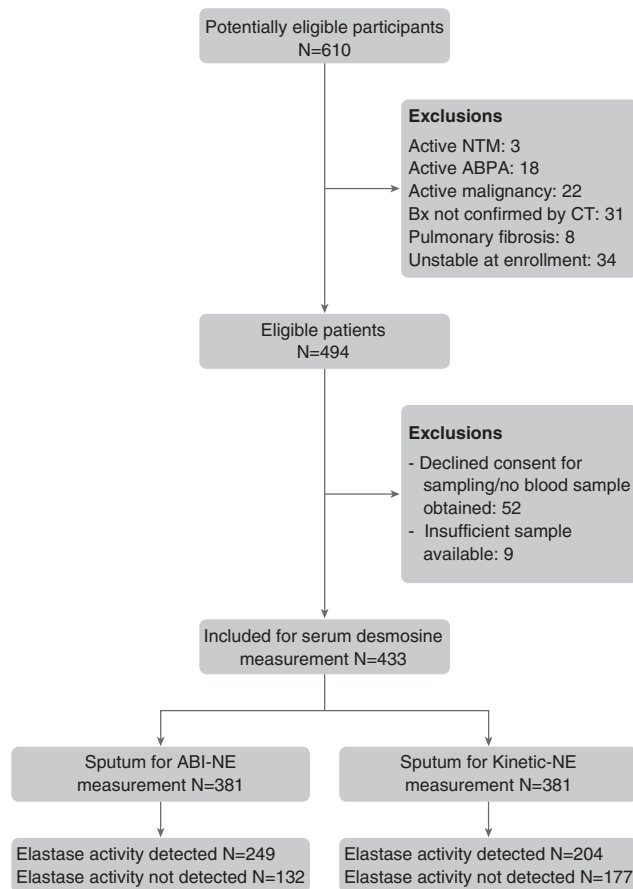 Potentially eligible participants
N=610
Exclusions
Active NTM: 3
Active ABPA: 18
Active malignancy: 22
Bx not confirmed by CT: 31
Pulmonary fibrosis: 8
Unstable at enrollment: 34
Eligible patients
N=494
Exclusions
- Declined consent for
sampling/no blood sample
obtained: 52
- Insufficient sample
available: 9
Included for serum desmosine
measurement N=433
Sputum for ABI-NE
measurement N=381
Sputum for Kinetic-NE
measurement N=381
Elastase activity detected N=249
Elastase activity not detected N=132
Elastase activity detected N=204
Elastase activity not detected N=177